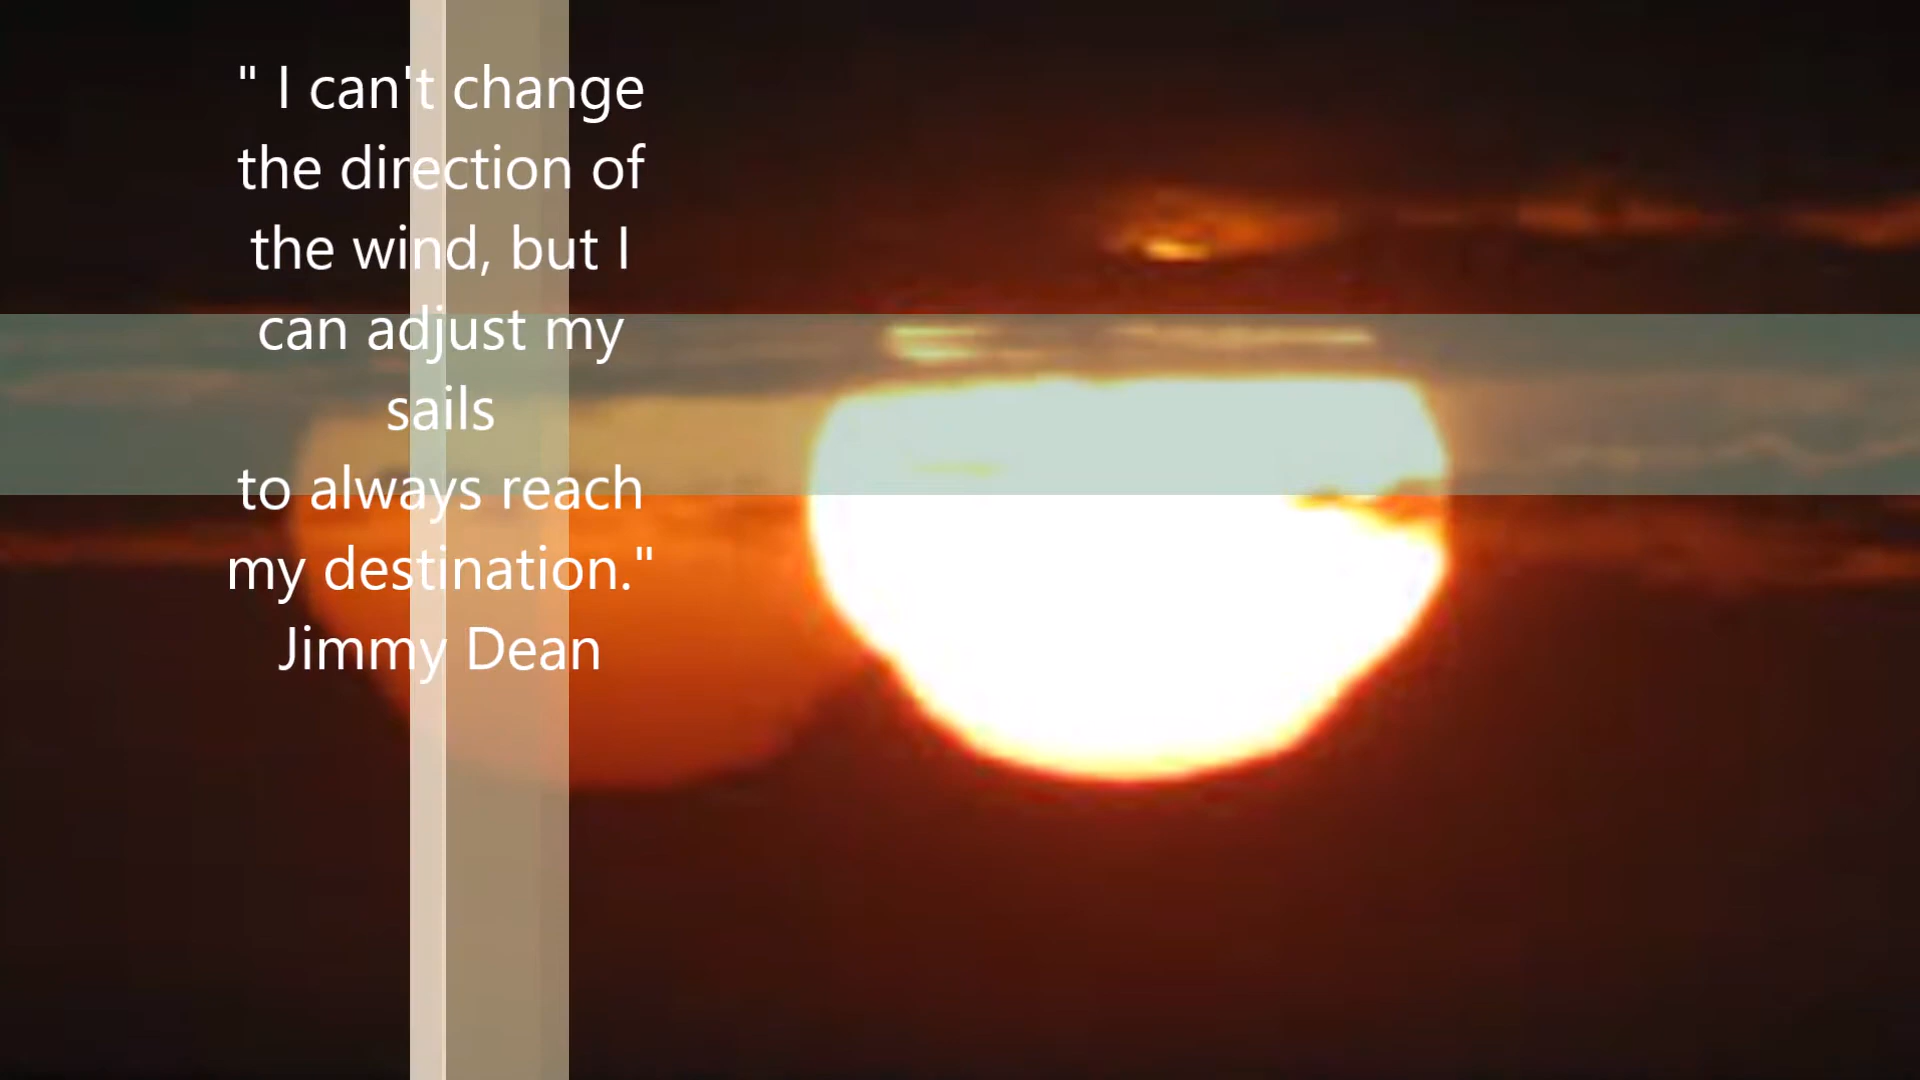 " I can't change
the direction of
the wind, but I
can adjust my
sails
to always reach
my destination."
Jimmy Dean